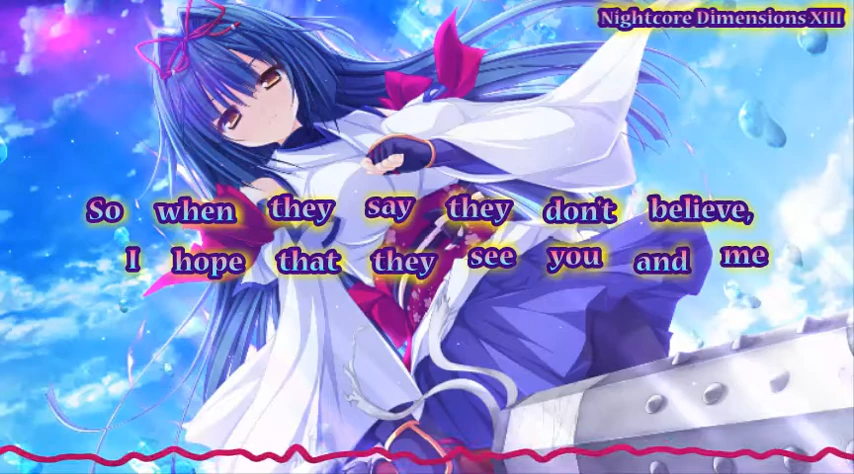 Nightcore Dimensions XIII
So when they say they don't believe,
I hope that they see you and me